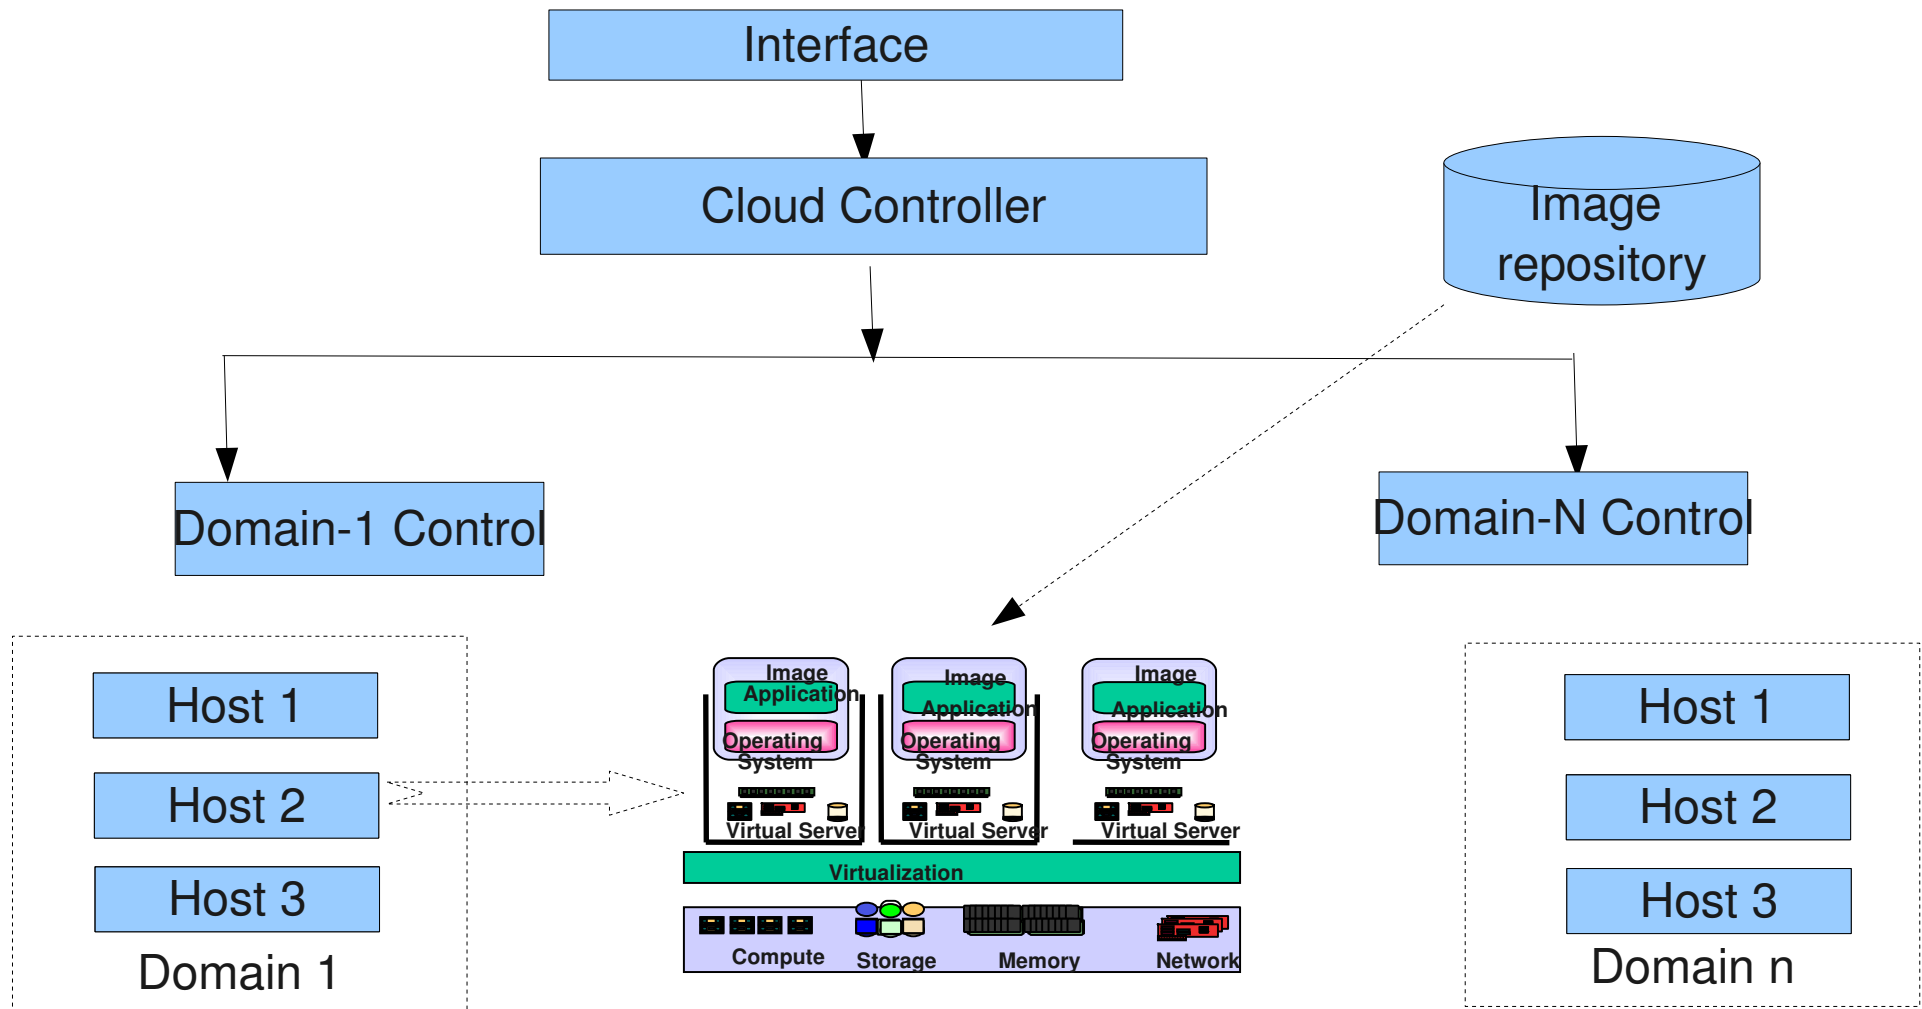 Interface
Cloud Controller
Image
repository
Domain-1 Control
Domain-N Control
Host 1
Host 2
Host 3
Domain 1
Image
Application
Operating
System
Virtual Server
Image
Application
Operating
System
Virtual Server
Image
Application
Operating
System
Virtual Server
Virtualization
Compute
Storage
Memory
Network
Host 1
Host 2
Host 3
Domain n